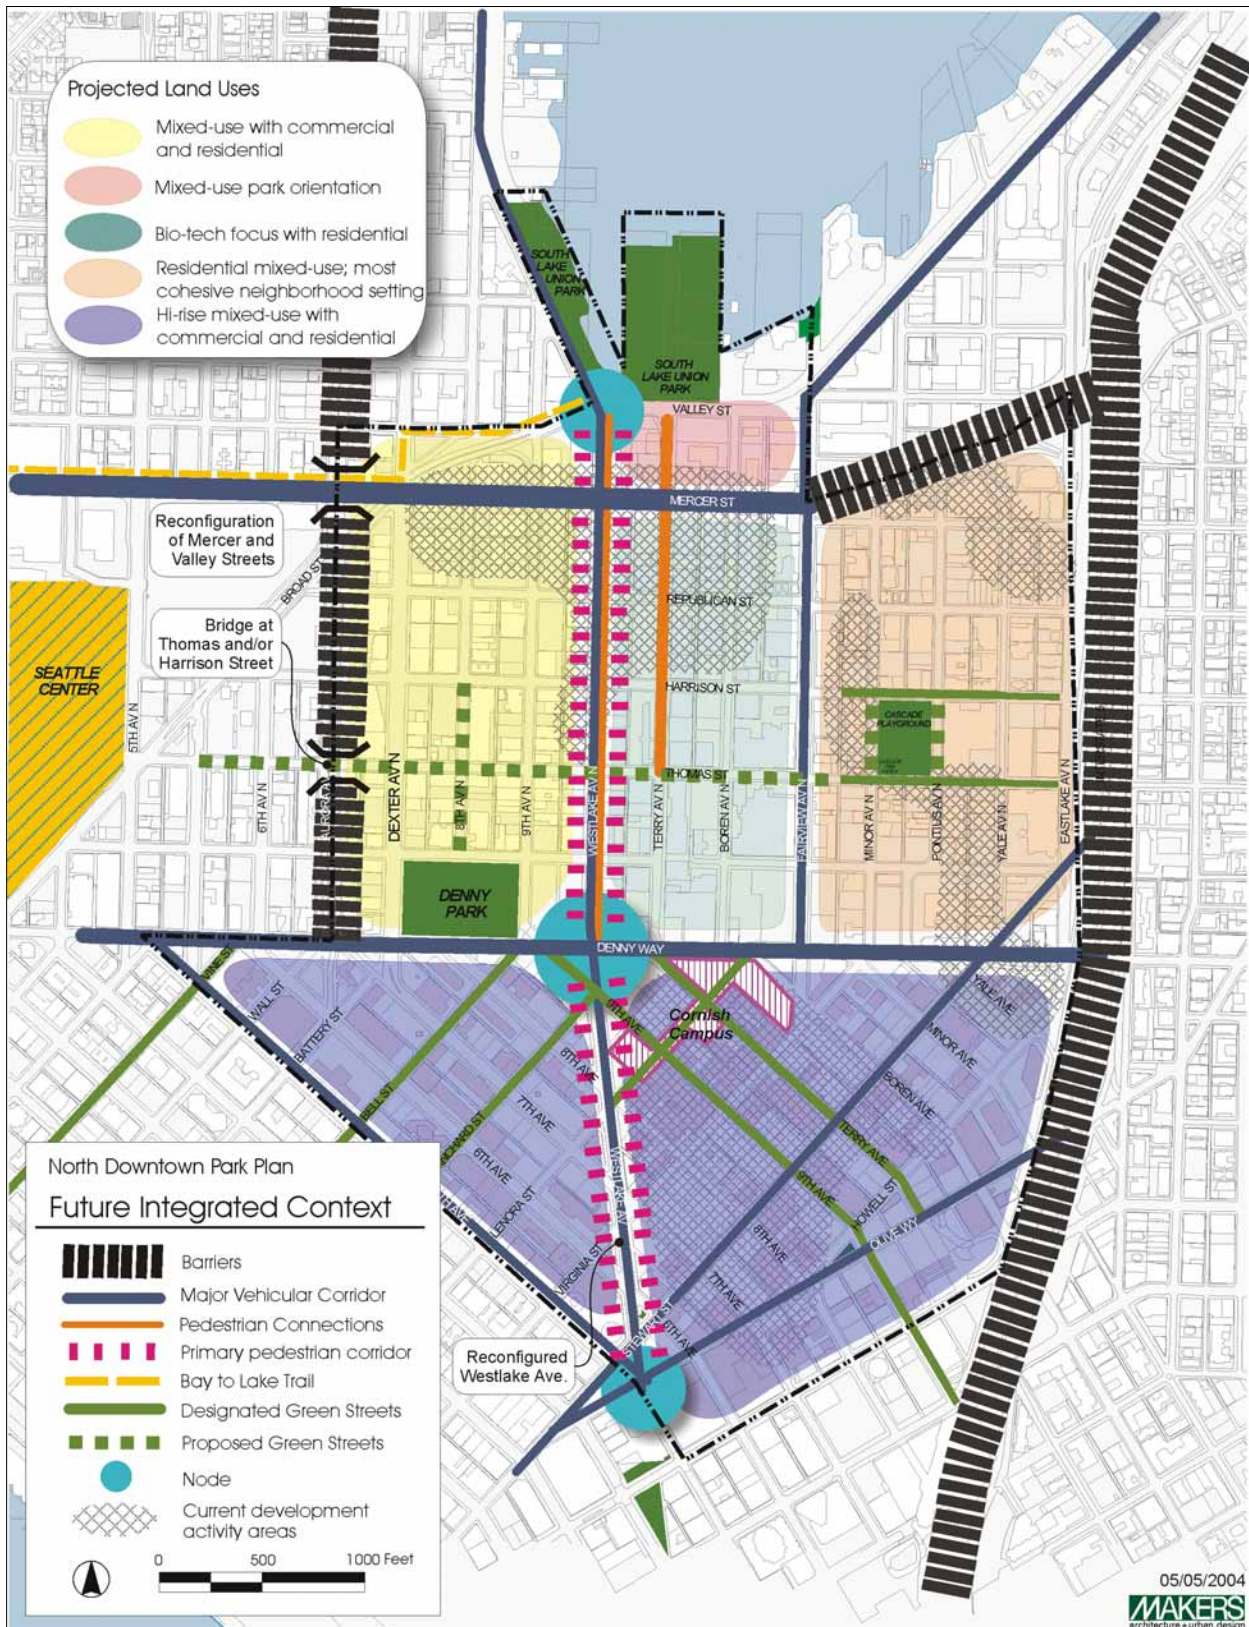 Projected Land Uses
Mixed-use with commercial
and residential
Mixed-use park orientation
Bio-tech focus with residential
Residential mixed-use; most
cohesive neighborhood setting
Hi-rise mixed-use with
commercial and residential
SOUTH
LAKE
UNION
PARK
SOUTH
LAKE UNION
PARK
VALLEY ST
MERCER ST
Reconfiguration
of Mercer and
Valley Streets
BROAD ST
REPUBLICAN ST
Bridge at
Thomas and/or
Harrison Street
SEATTLE
CENTER
HARRISON ST
CASCADE
PLAYGROUND
5TH AV N
6TH AV N
DEXTER AV N
8TH AV N
9TH AV N
WESTLAKE AV N
THOMAS ST
TERRY AV N
BOREN AV N
FAIRVIEW AV N
MINOR AV N
PONTIUS AV N
YALE AV N
EASTLAKE AV N
DENNY
PARK
DENNY WAY
VINE ST
WALL ST
BATTERY ST
BELL ST
8TH AVE
9TH AVE
Cornish
Campus
YALE AVE
MINOR AVE
BOREN AVE
7TH AVE
6TH AVE
LENORA ST
VIRGINIA ST
TERRY AVE
9TH AVE
HOWELL ST
OLIVE WY
8TH AVE
7TH AVE
STEWART ST
Reconfigured
Westlake Ave.
North Downtown Park Plan
Future Integrated Context
Barriers
Major Vehicular Corridor
Pedestrian Connections
Primary pedestrian corridor
Bay to Lake Trail
Designated Green Streets
Proposed Green Streets
Node
Current development
activity areas
0 500 1000 Feet
05/05/2004
MAKERS
architecture + urban design